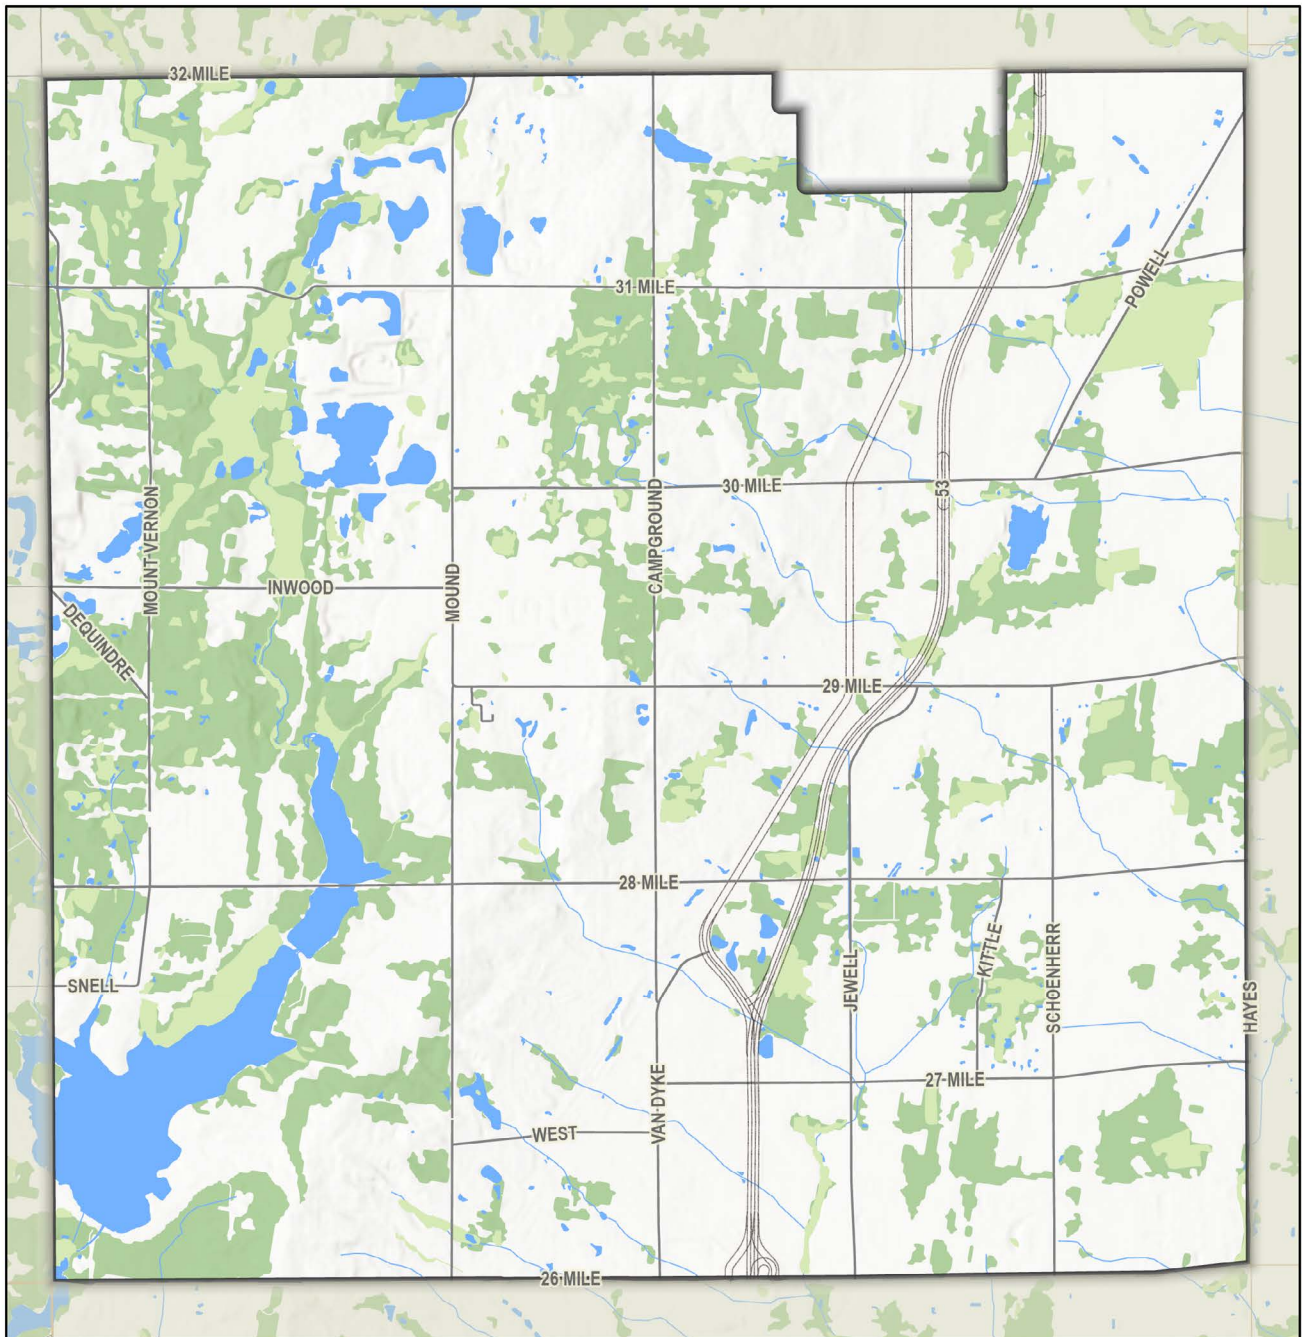 32 MILE
POWELL
31 MILE
30 MILE
53
MOUNT VERNON
CAMPGROUND
INWOOD
MOUND
DEQUINDRE
29 MILE
28 MILE
KITTLE
SCHOENHERR
JEWELL
SNELL
HAYES
27 MILE
VAN DYKE
WEST
26 MILE